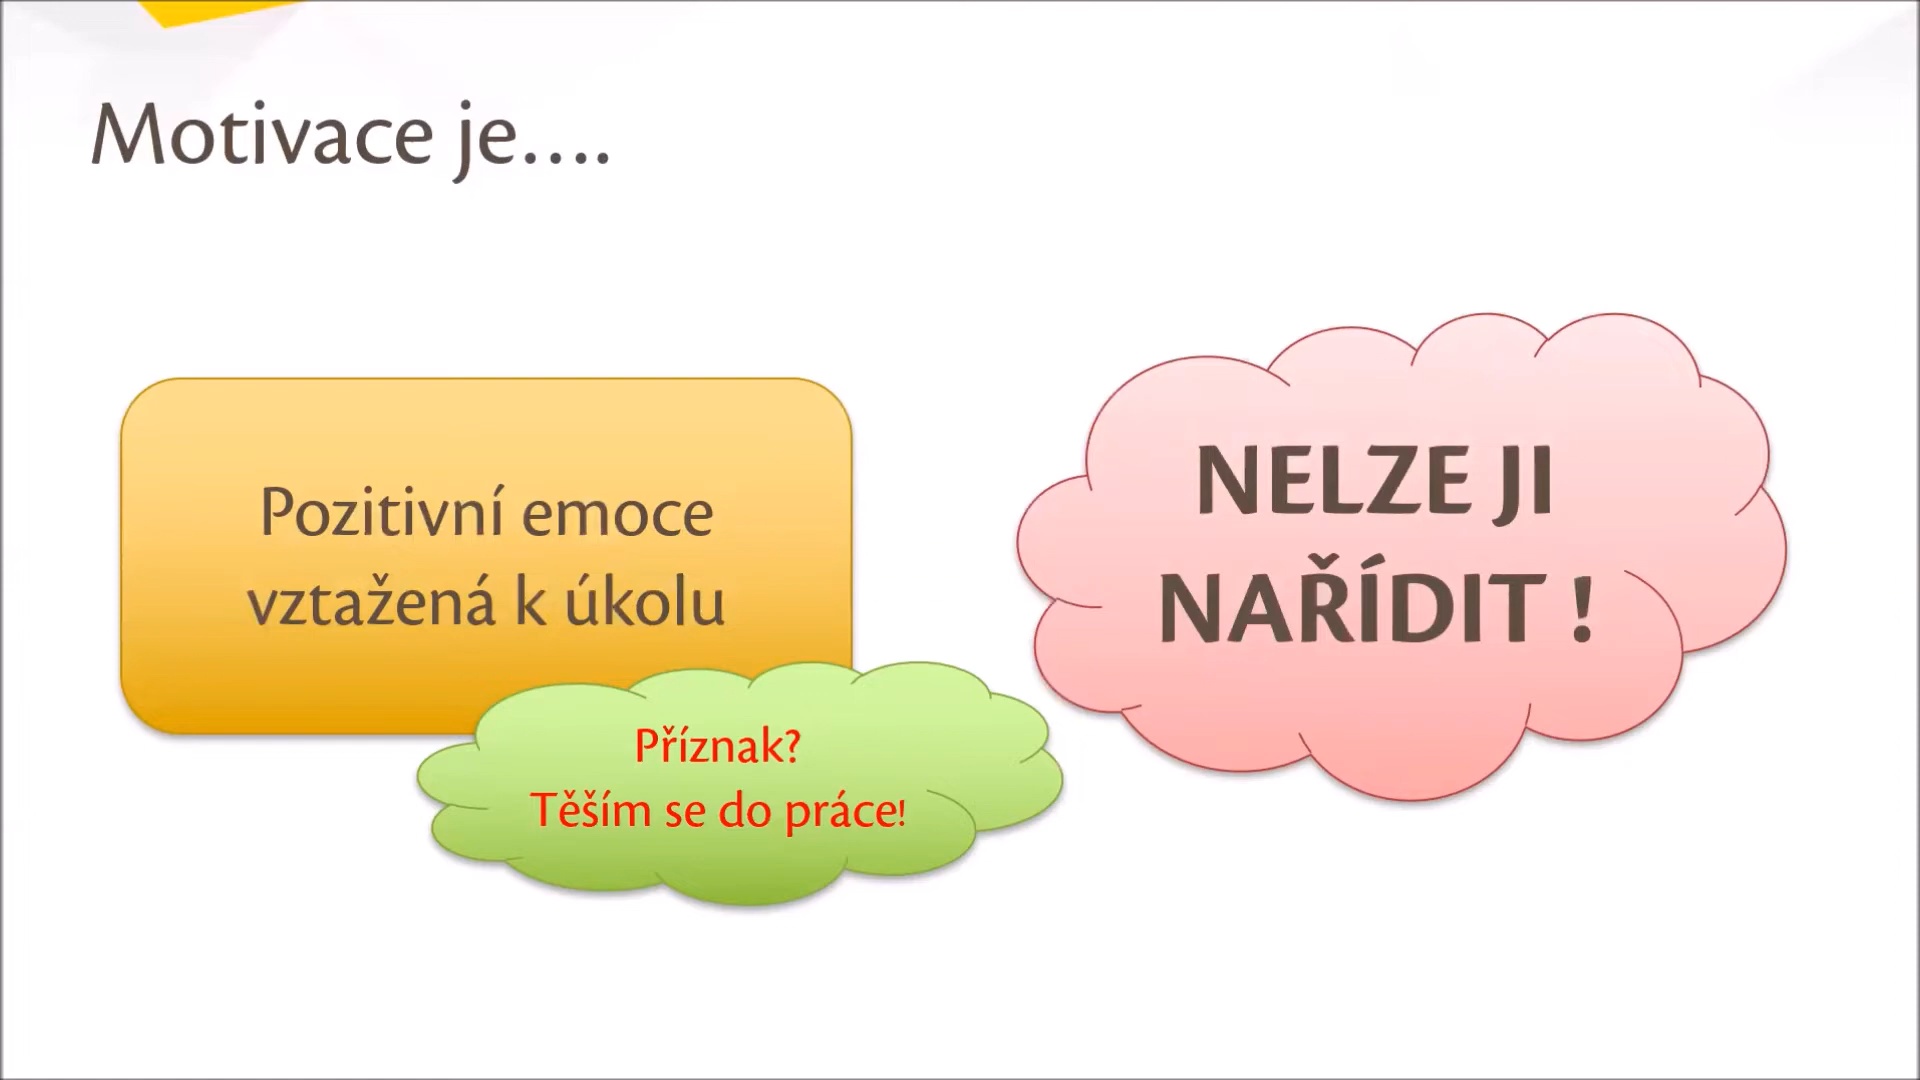 Motivace je....
Pozitivní emoce
vztažená k úkolu
Příznak?
Těším se do práce!
NELZE JI
NAŘÍDIT !